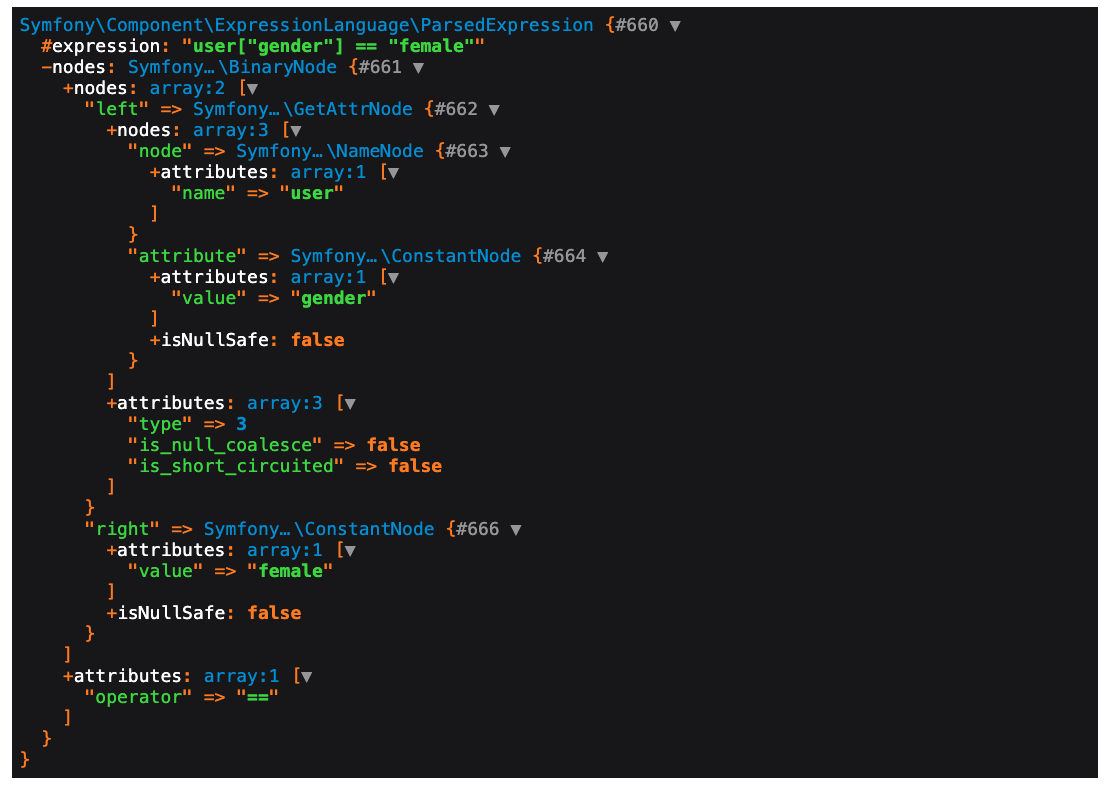 Symfony\Component\ExpressionLanguage\ParsedExpression {#660 ▼
  #expression: "user["gender"] == "female""
  -nodes: Symfony…\BinaryNode {#661 ▼
    +nodes: array:2 [▼
      "left" => Symfony…\GetAttrNode {#662 ▼
        +nodes: array:3 [▼
          "node" => Symfony…\NameNode {#663 ▼
            +attributes: array:1 [▼
              "name" => "user"
            ]
          }
          "attribute" => Symfony…\ConstantNode {#664 ▼
            +attributes: array:1 [▼
              "value" => "gender"
            ]
            +isNullSafe: false
          }
        ]
        +attributes: array:3 [▼
          "type" => 3
          "is_null_coalesce" => false
          "is_short_circuited" => false
        ]
      }
      "right" => Symfony…\ConstantNode {#666 ▼
        +attributes: array:1 [▼
          "value" => "female"
        ]
        +isNullSafe: false
      }
    ]
    +attributes: array:1 [▼
      "operator" => "=="
    ]
  }
}